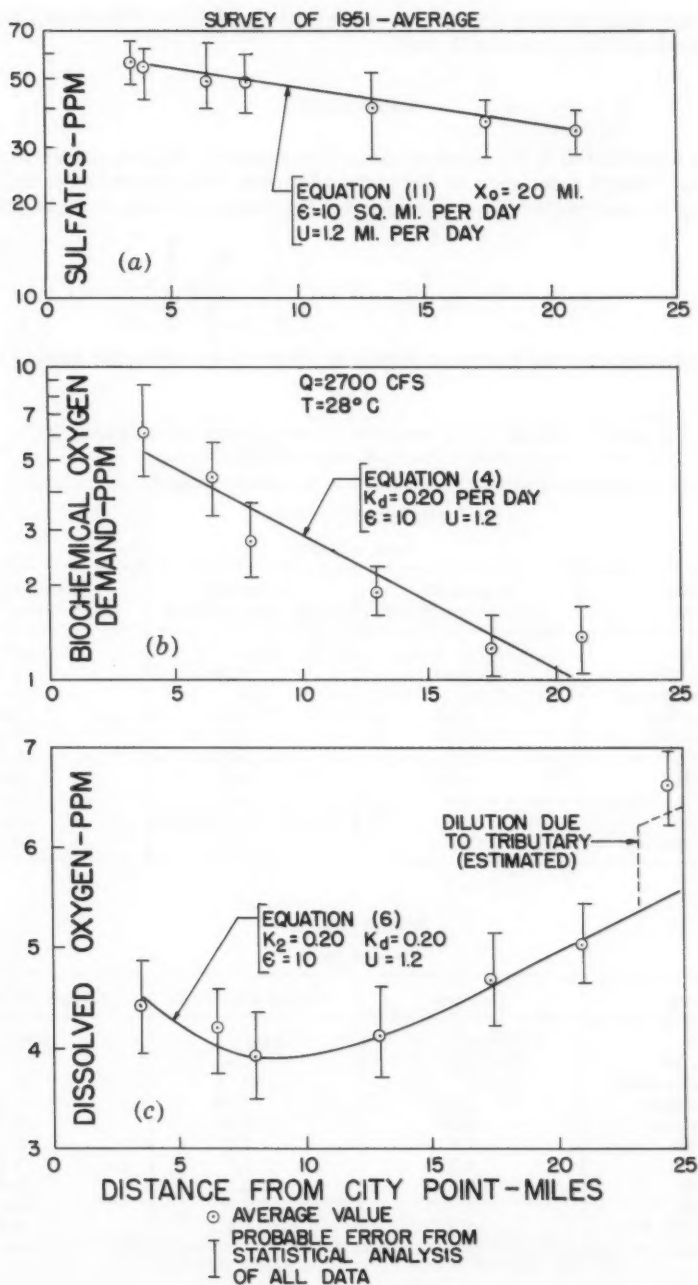 SURVEY OF 1951 - AVERAGE
70
50
30
20
10
SULFATES-PPM
EQUATION (11) X₀= 20 MI.
ϵ=10 SQ. MI. PER DAY
U=1.2 MI. PER DAY
(a)
0 5 10 15 20 25
10
7
5
3
2
1
BIOCHEMICAL OXYGEN
DEMAND-PPM
Q=2700 CFS
T=28° C
EQUATION (4)
K_d=0.20 PER DAY
ϵ=10 U=1.2
(b)
0 5 10 15 20 25
7
6
5
4
3
DISSOLVED OXYGEN-PPM
DILUTION DUE
TO TRIBUTARY
(ESTIMATED)
EQUATION (6)
K₂=0.20 K_d=0.20
ϵ=10 U=1.2
(c)
0 5 10 15 20 25
DISTANCE FROM CITY POINT-MILES
⊙ AVERAGE VALUE
PROBABLE ERROR FROM
STATISTICAL ANALYSIS
OF ALL DATA